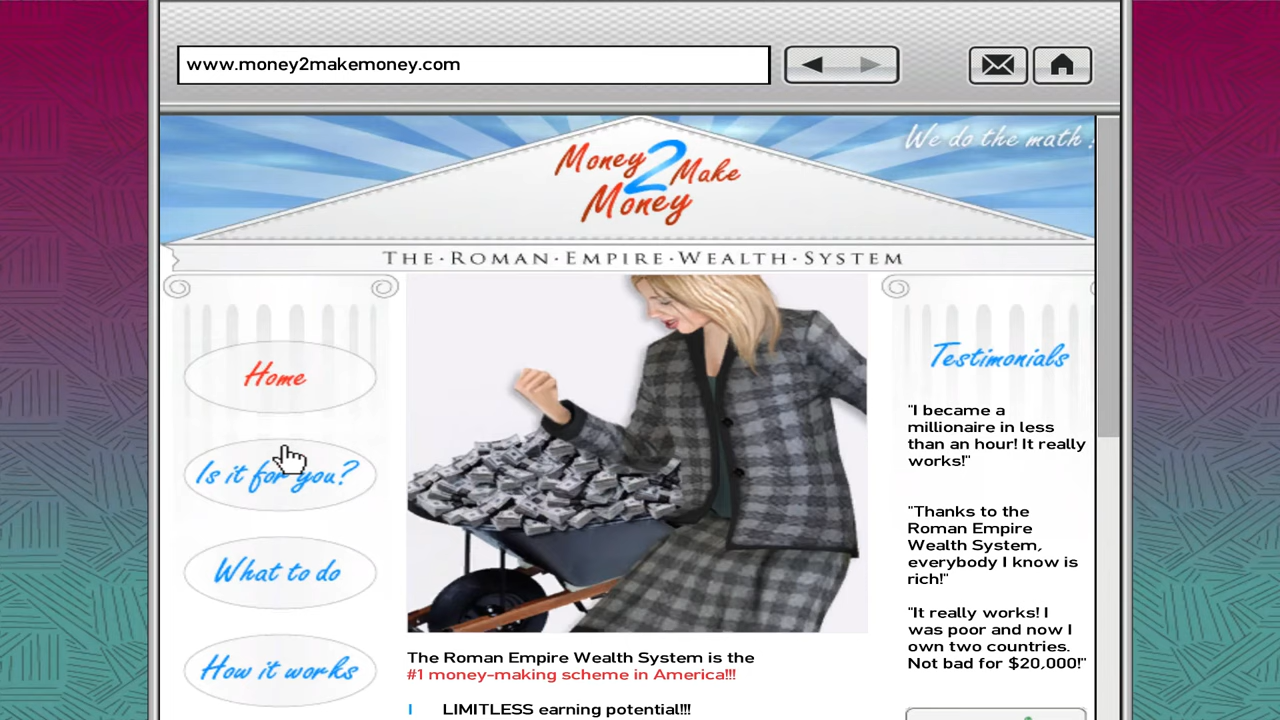 www.money2makemoney.com
We do the math!
Money 2 Make
Money
THE·ROMAN·EMPIRE·WEALTH·SYSTEM
Home
Is it for you?
What to do
How it works
The Roman Empire Wealth System is the
#1 money-making scheme in America!!!
I LIMITLESS earning potential!!!
Testimonials
"I became a
millionaire in less
than an hour! It really
works!"
"Thanks to the
Roman Empire
Wealth System,
everybody I know is
rich!"
"It really works! I
was poor and now I
own two countries.
Not bad for $20,000!"